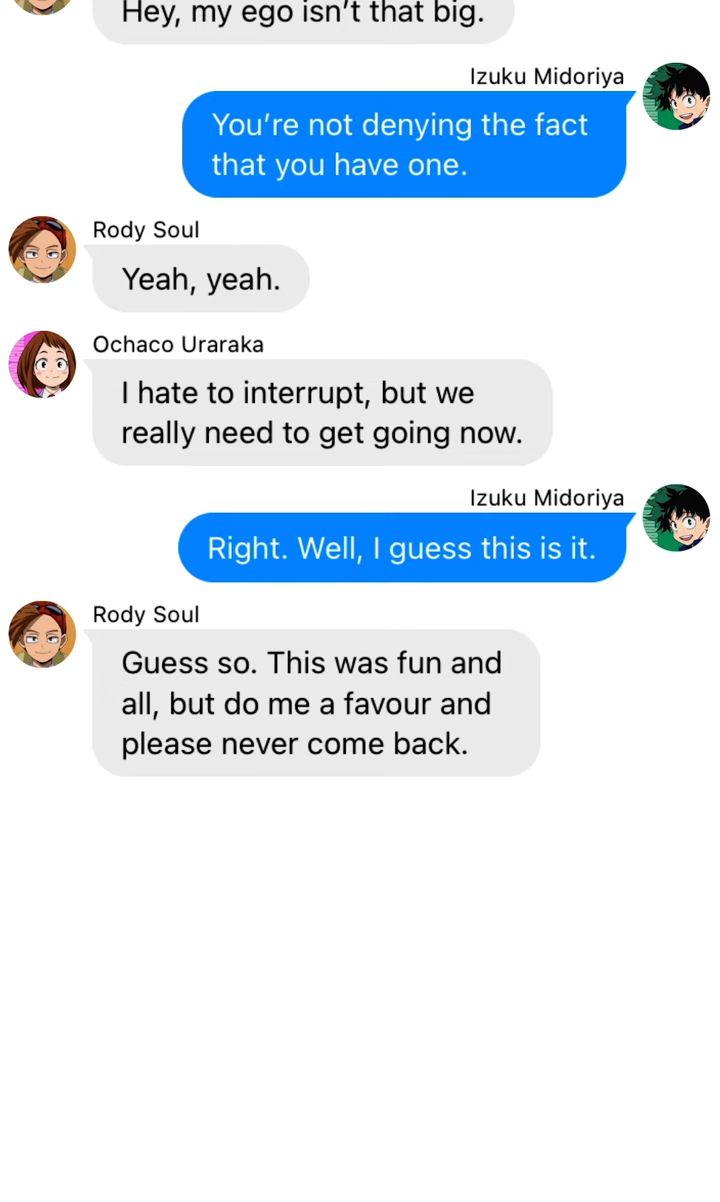 Hey, my ego isn't that big.
Izuku Midoriya
You’re not denying the fact
that you have one.
Rody Soul
Yeah, yeah.
Ochaco Uraraka
I hate to interrupt, but we
really need to get going now.
Izuku Midoriya
Right. Well, I guess this is it.
Rody Soul
Guess so. This was fun and
all, but do me a favour and
please never come back.